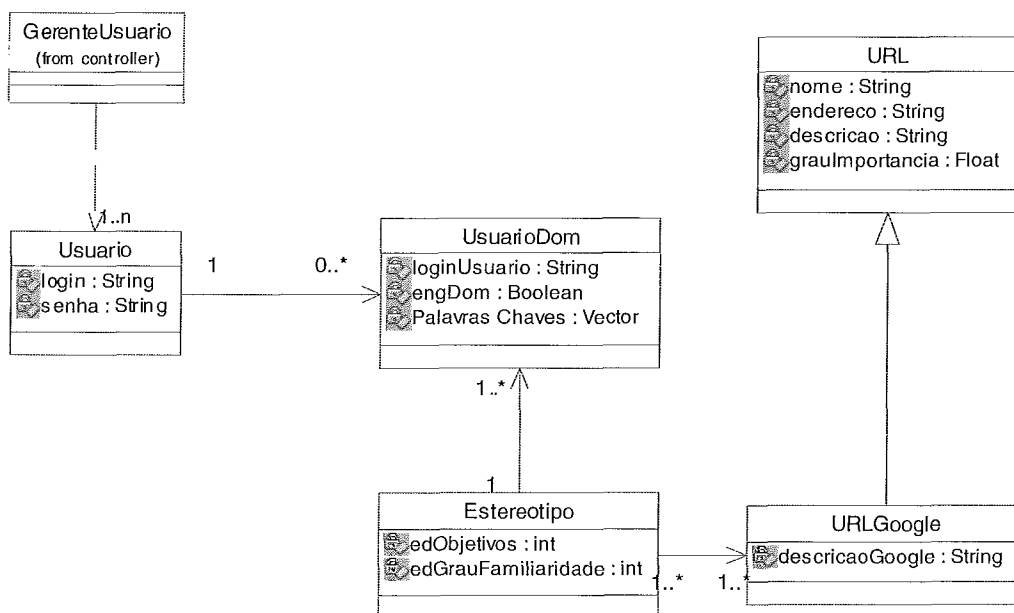 GerenteUsuario
(from controller)
1..n
Usuario
login : String
senha : String
1
0..*
UsuarioDom
loginUsuario : String
engDom : Boolean
Palavras Chaves : Vector
1..*
1
Estereotipo
edObjetivos : int
edGrauFamiliaridade : int
1..*
1..*
URL
nome : String
endereco : String
descricao : String
grauImportancia : Float
URLGoogle
descricaoGoogle : String